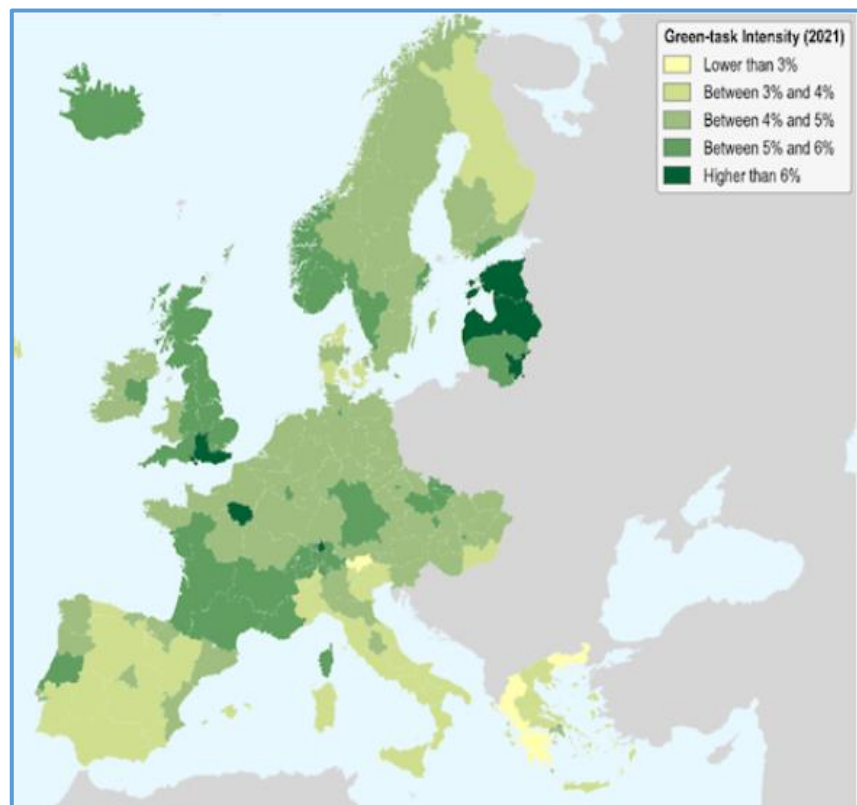 Green-task Intensity (2021)
Lower than 3%
Between 3% and 4%
Between 4% and 5%
Between 5% and 6%
Higher than 6%